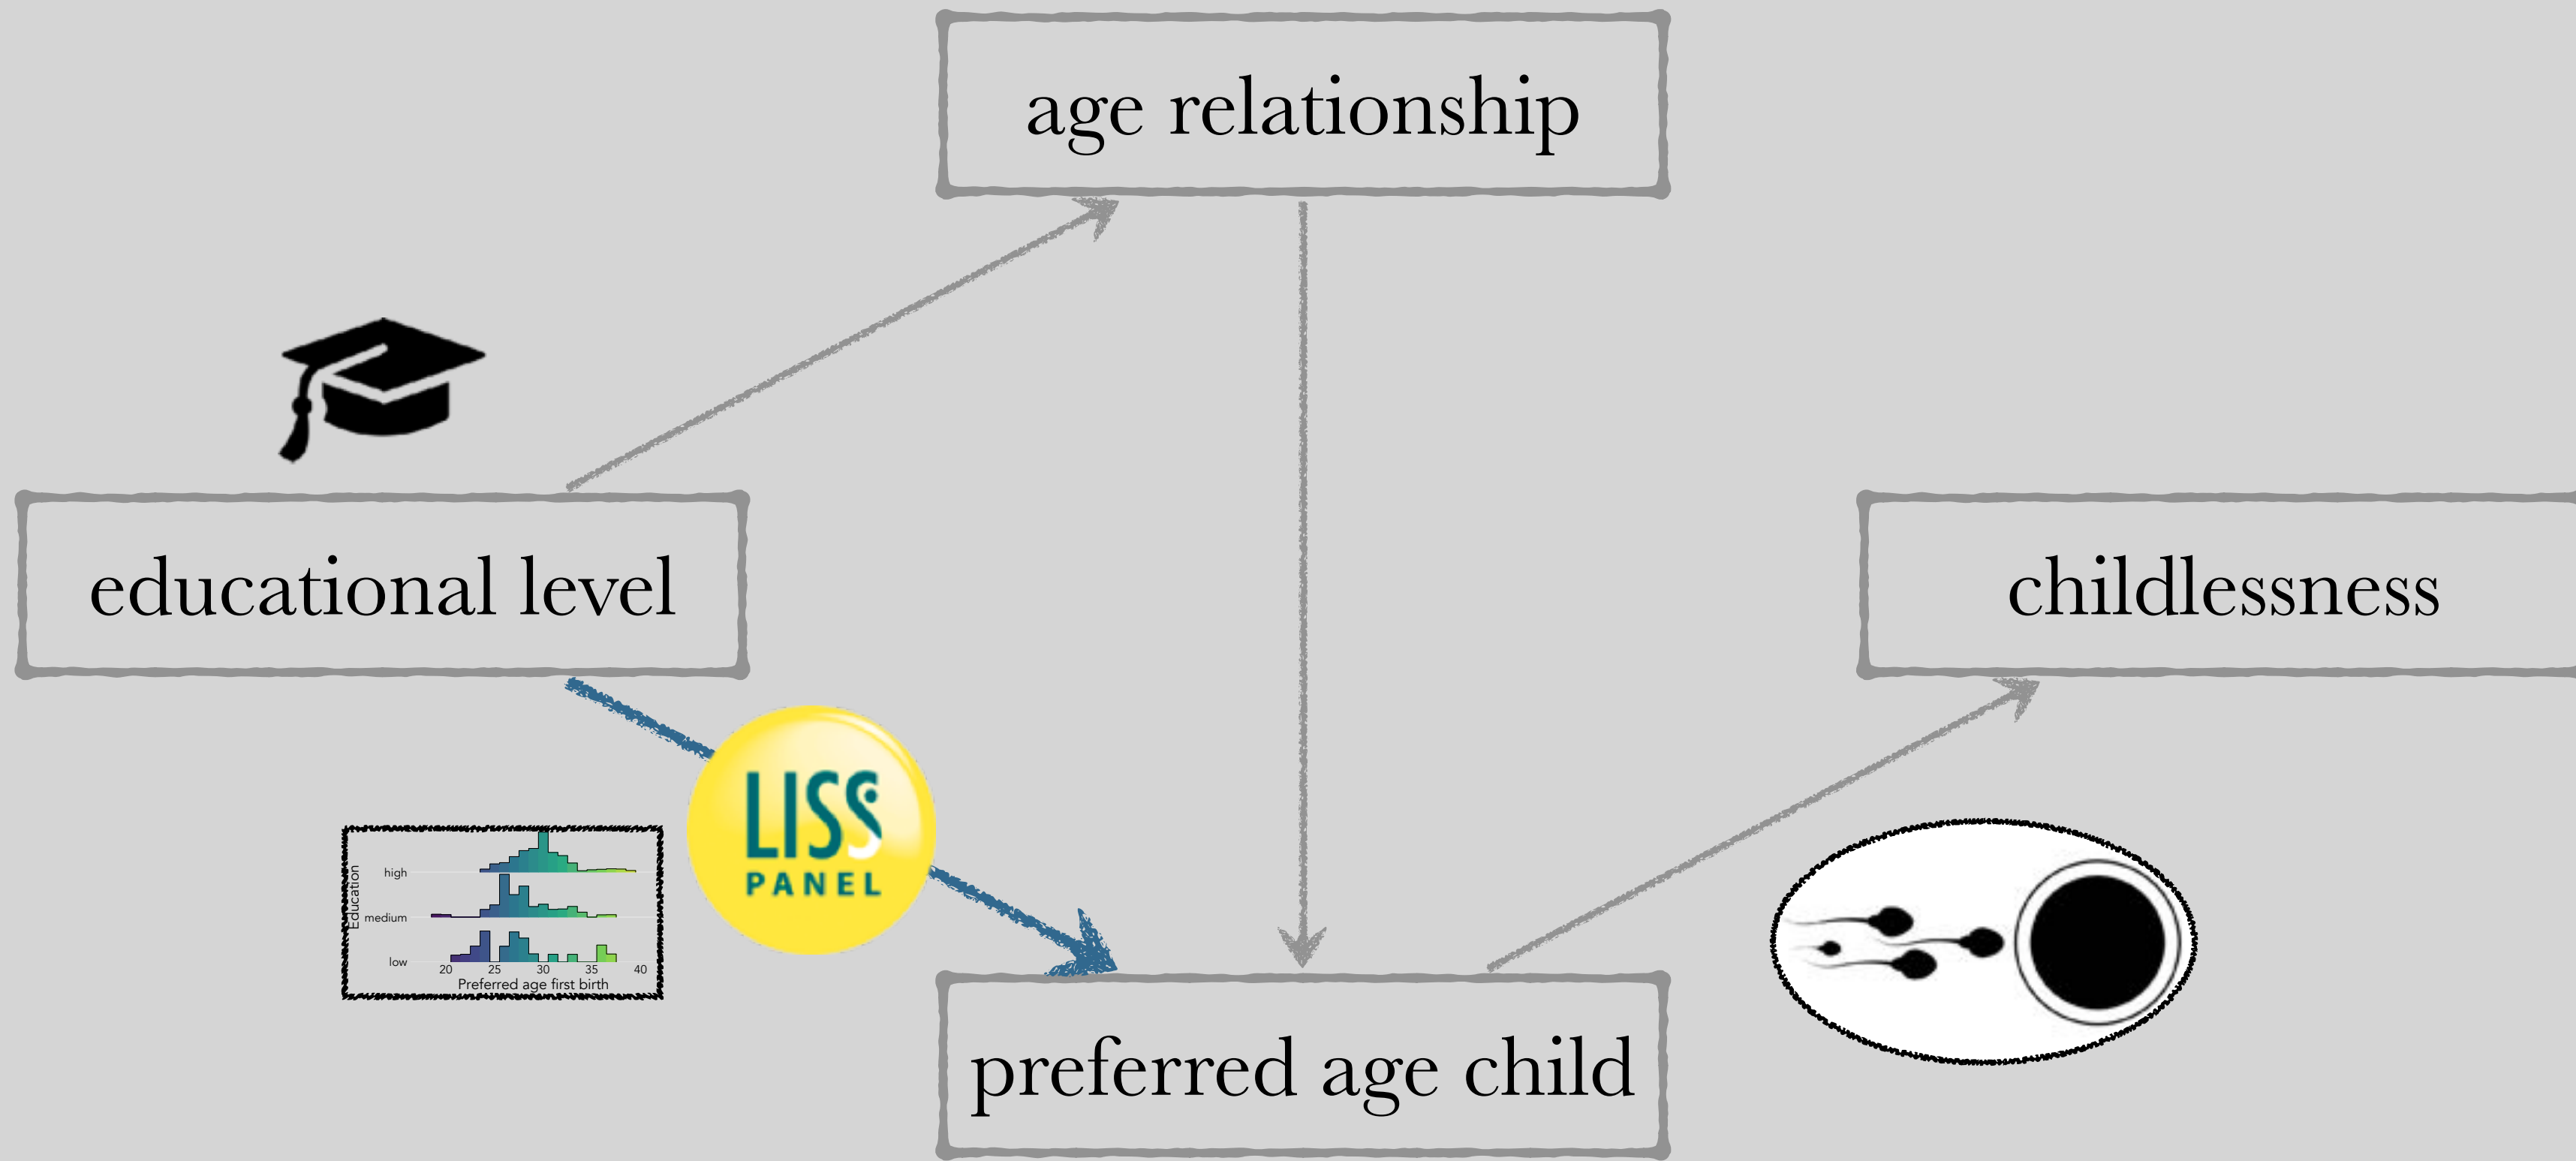 age relationship
educational level
childlessness
LISS
PANEL
Education
high
medium
low
20 25 30 35 40
Preferred age first birth
preferred age child